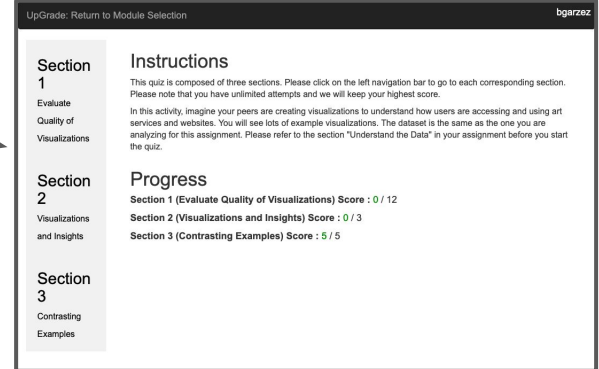 UpGrade: Return to Module Selection
bgarzez
Section
1
Evaluate
Quality of
Visualizations
Section
2
Visualizations
and Insights
Section
3
Contrasting
Examples
Instructions
This quiz is composed of three sections. Please click on the left navigation bar to go to each corresponding section.
Please note that you have unlimited attempts and we will keep your highest score.
In this activity, imagine your peers are creating visualizations to understand how users are accessing and using art
services and websites. You will see lots of example visualizations. The dataset is the same as the one you are
analyzing for this assignment. Please refer to the section "Understand the Data" in your assignment before you start
the quiz.
Progress
Section 1 (Evaluate Quality of Visualizations) Score : 0 / 12
Section 2 (Visualizations and Insights) Score : 0 / 3
Section 3 (Contrasting Examples) Score : 5 / 5